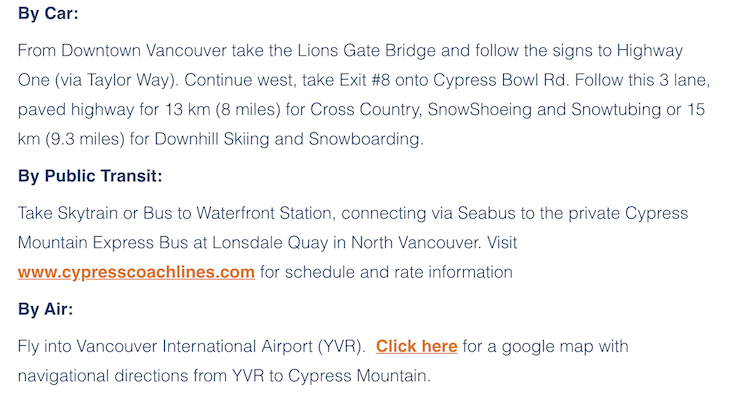 By Car:
From Downtown Vancouver take the Lions Gate Bridge and follow the signs to Highway
One (via Taylor Way). Continue west, take Exit #8 onto Cypress Bowl Rd. Follow this 3 lane,
paved highway for 13 km (8 miles) for Cross Country, SnowShoeing and Snowtubing or 15
km (9.3 miles) for Downhill Skiing and Snowboarding.
By Public Transit:
Take Skytrain or Bus to Waterfront Station, connecting via Seabus to the private Cypress
Mountain Express Bus at Lonsdale Quay in North Vancouver. Visit
www.cypresscoachlines.com for schedule and rate information
By Air:
Fly into Vancouver International Airport (YVR).  Click here for a google map with
navigational directions from YVR to Cypress Mountain.